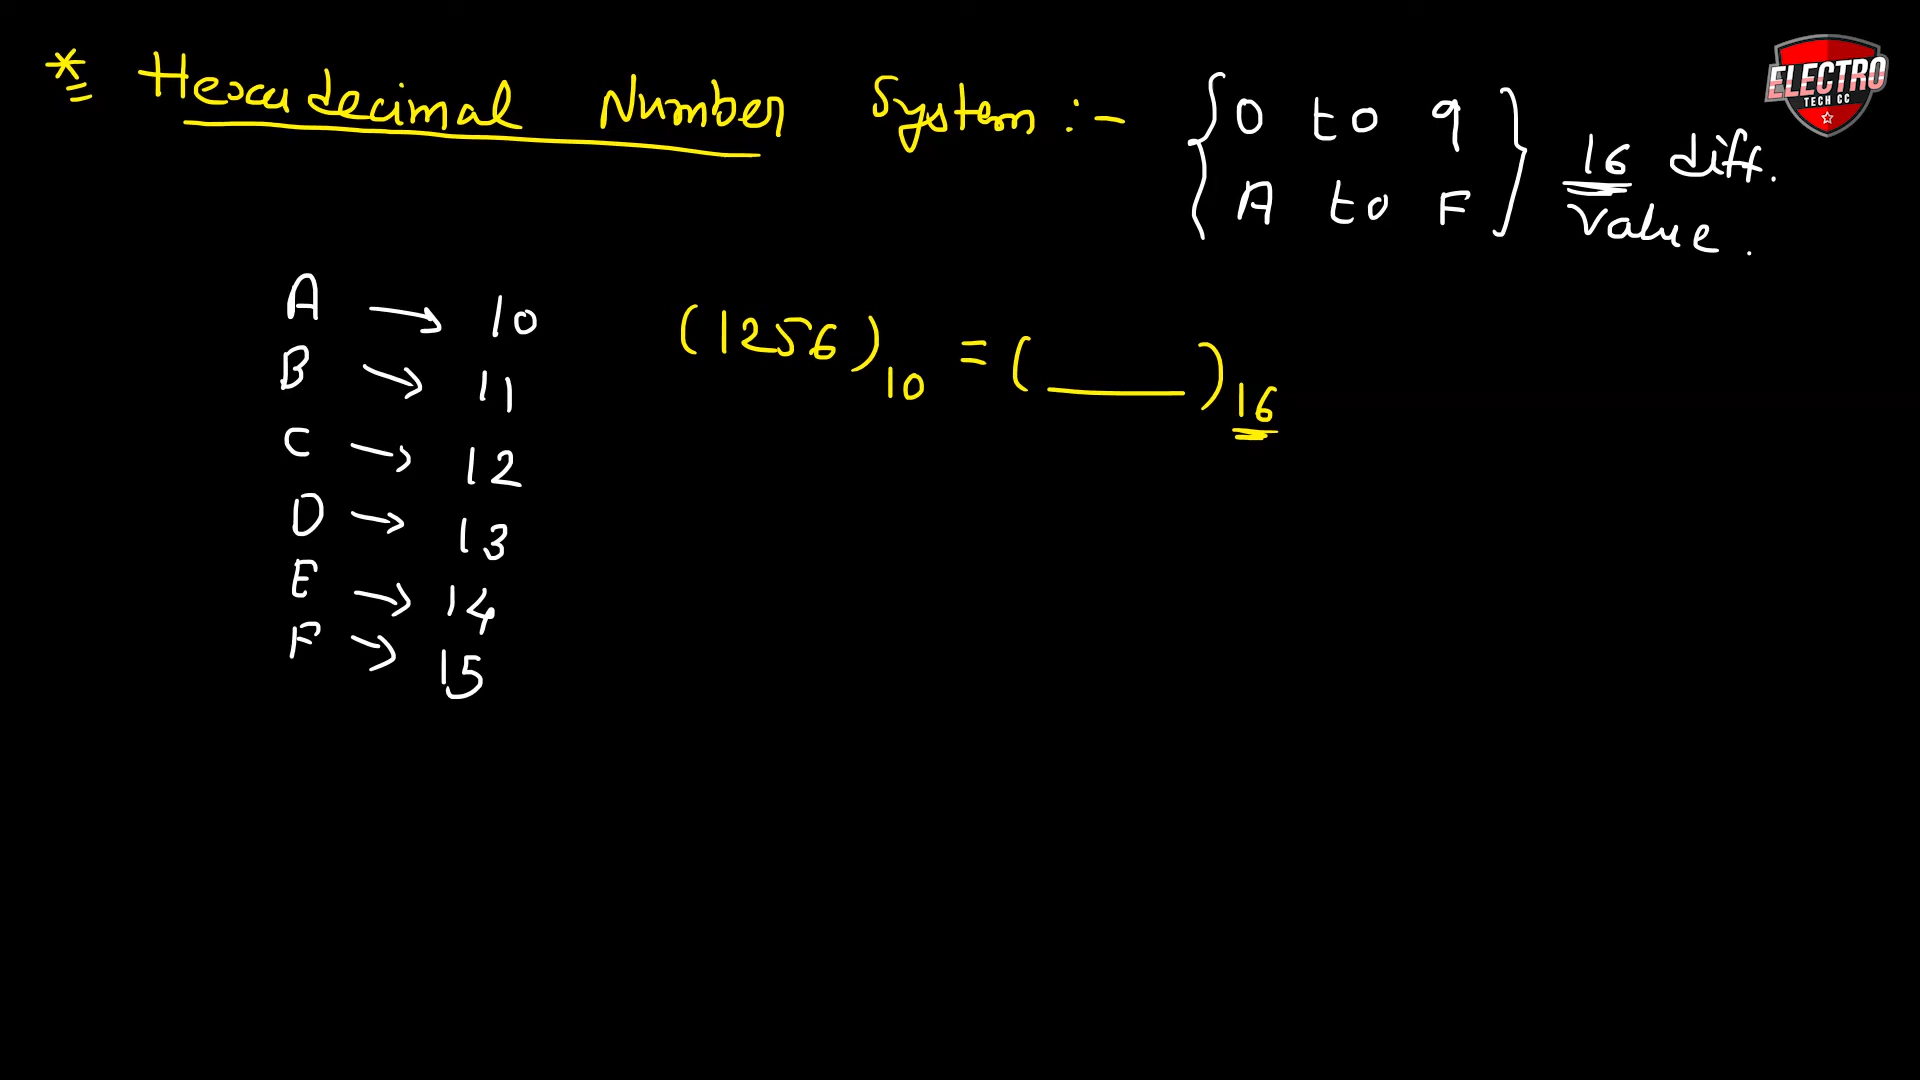 * Hexadecimal Number System :- { 0 to 9
A to F } 16 diff.
value.
A → 10
B → 11
C → 12
D → 13
E → 14
F → 15
(1256)10 = ( ____ )16
ELECTRO
TECH CC